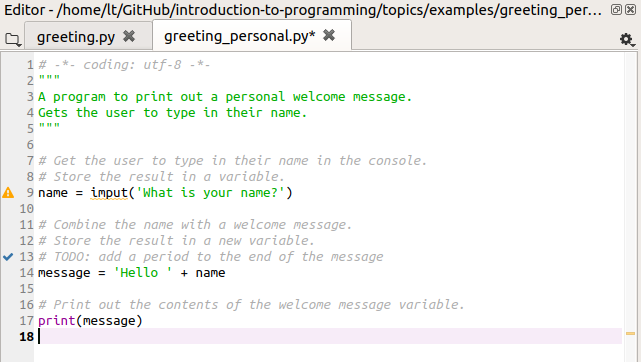 Editor - /home/lt/GitHub/introduction-to-programming/topics/examples/greeting_per...
greeting.py greeting_personal.py*
1 # -*- coding: utf-8 -*-
2 """
3 A program to print out a personal welcome message.
4 Gets the user to type in their name.
5 """
6
7 # Get the user to type in their name in the console.
8 # Store the result in a variable.
9 name = imput('What is your name?')
10
11 # Combine the name with a welcome message.
12 # Store the result in a new variable.
13 # TODO: add a period to the end of the message
14 message = 'Hello ' + name
15
16 # Print out the contents of the welcome message variable.
17 print(message)
18